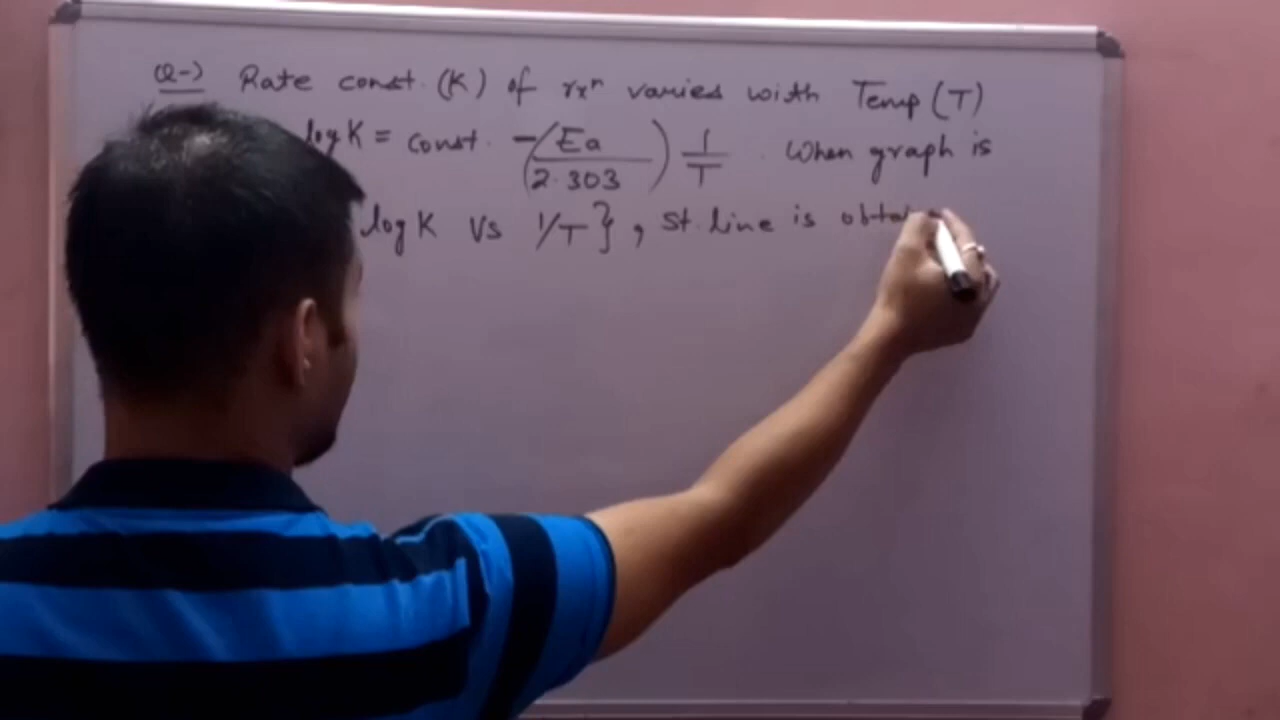 Q-) Rate const. (K) of rxⁿ varies with Temp (T)
log K = const. -(Ea / 2.303) 1/T . When graph is
log K Vs 1/T } , St. line is